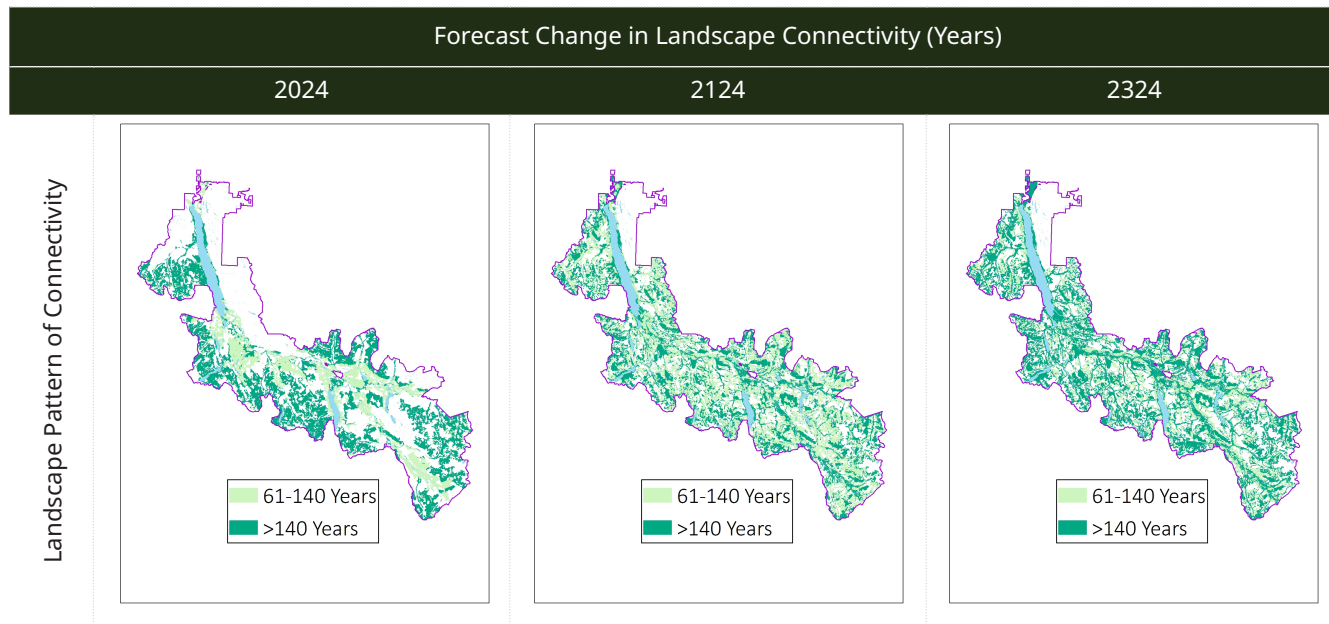 Forecast Change in Landscape Connectivity (Years)
2024
2124
2324
Landscape Pattern of Connectivity
61-140 Years
>140 Years
61-140 Years
>140 Years
61-140 Years
>140 Years